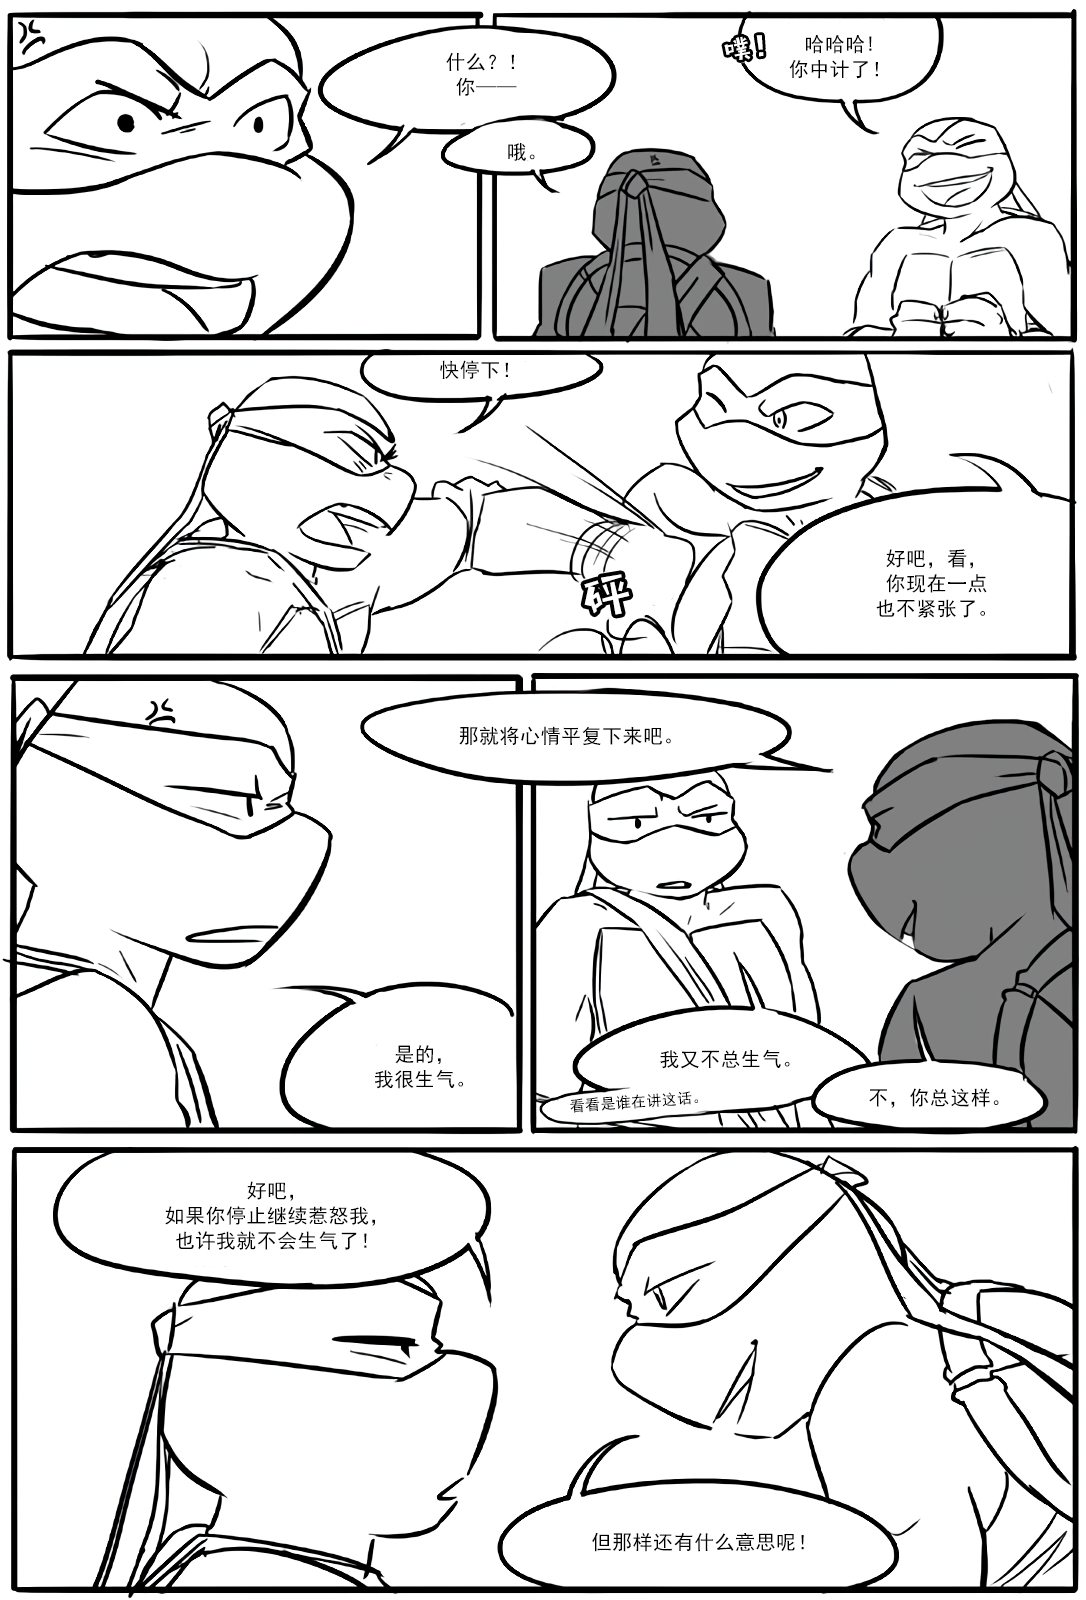 什么？！
你——
噗！
哈哈哈！
你中计了！
哦。
快停下！
砰
好吧，看，
你现在一点
也不紧张了。
那就将心情平复下来吧。
是的，
我很生气。
我又不总生气。
看看是谁在讲这话。
不，你总这样。
好吧，
如果你停止继续惹怒我，
也许我就不会生气了！
但那样还有什么意思呢！